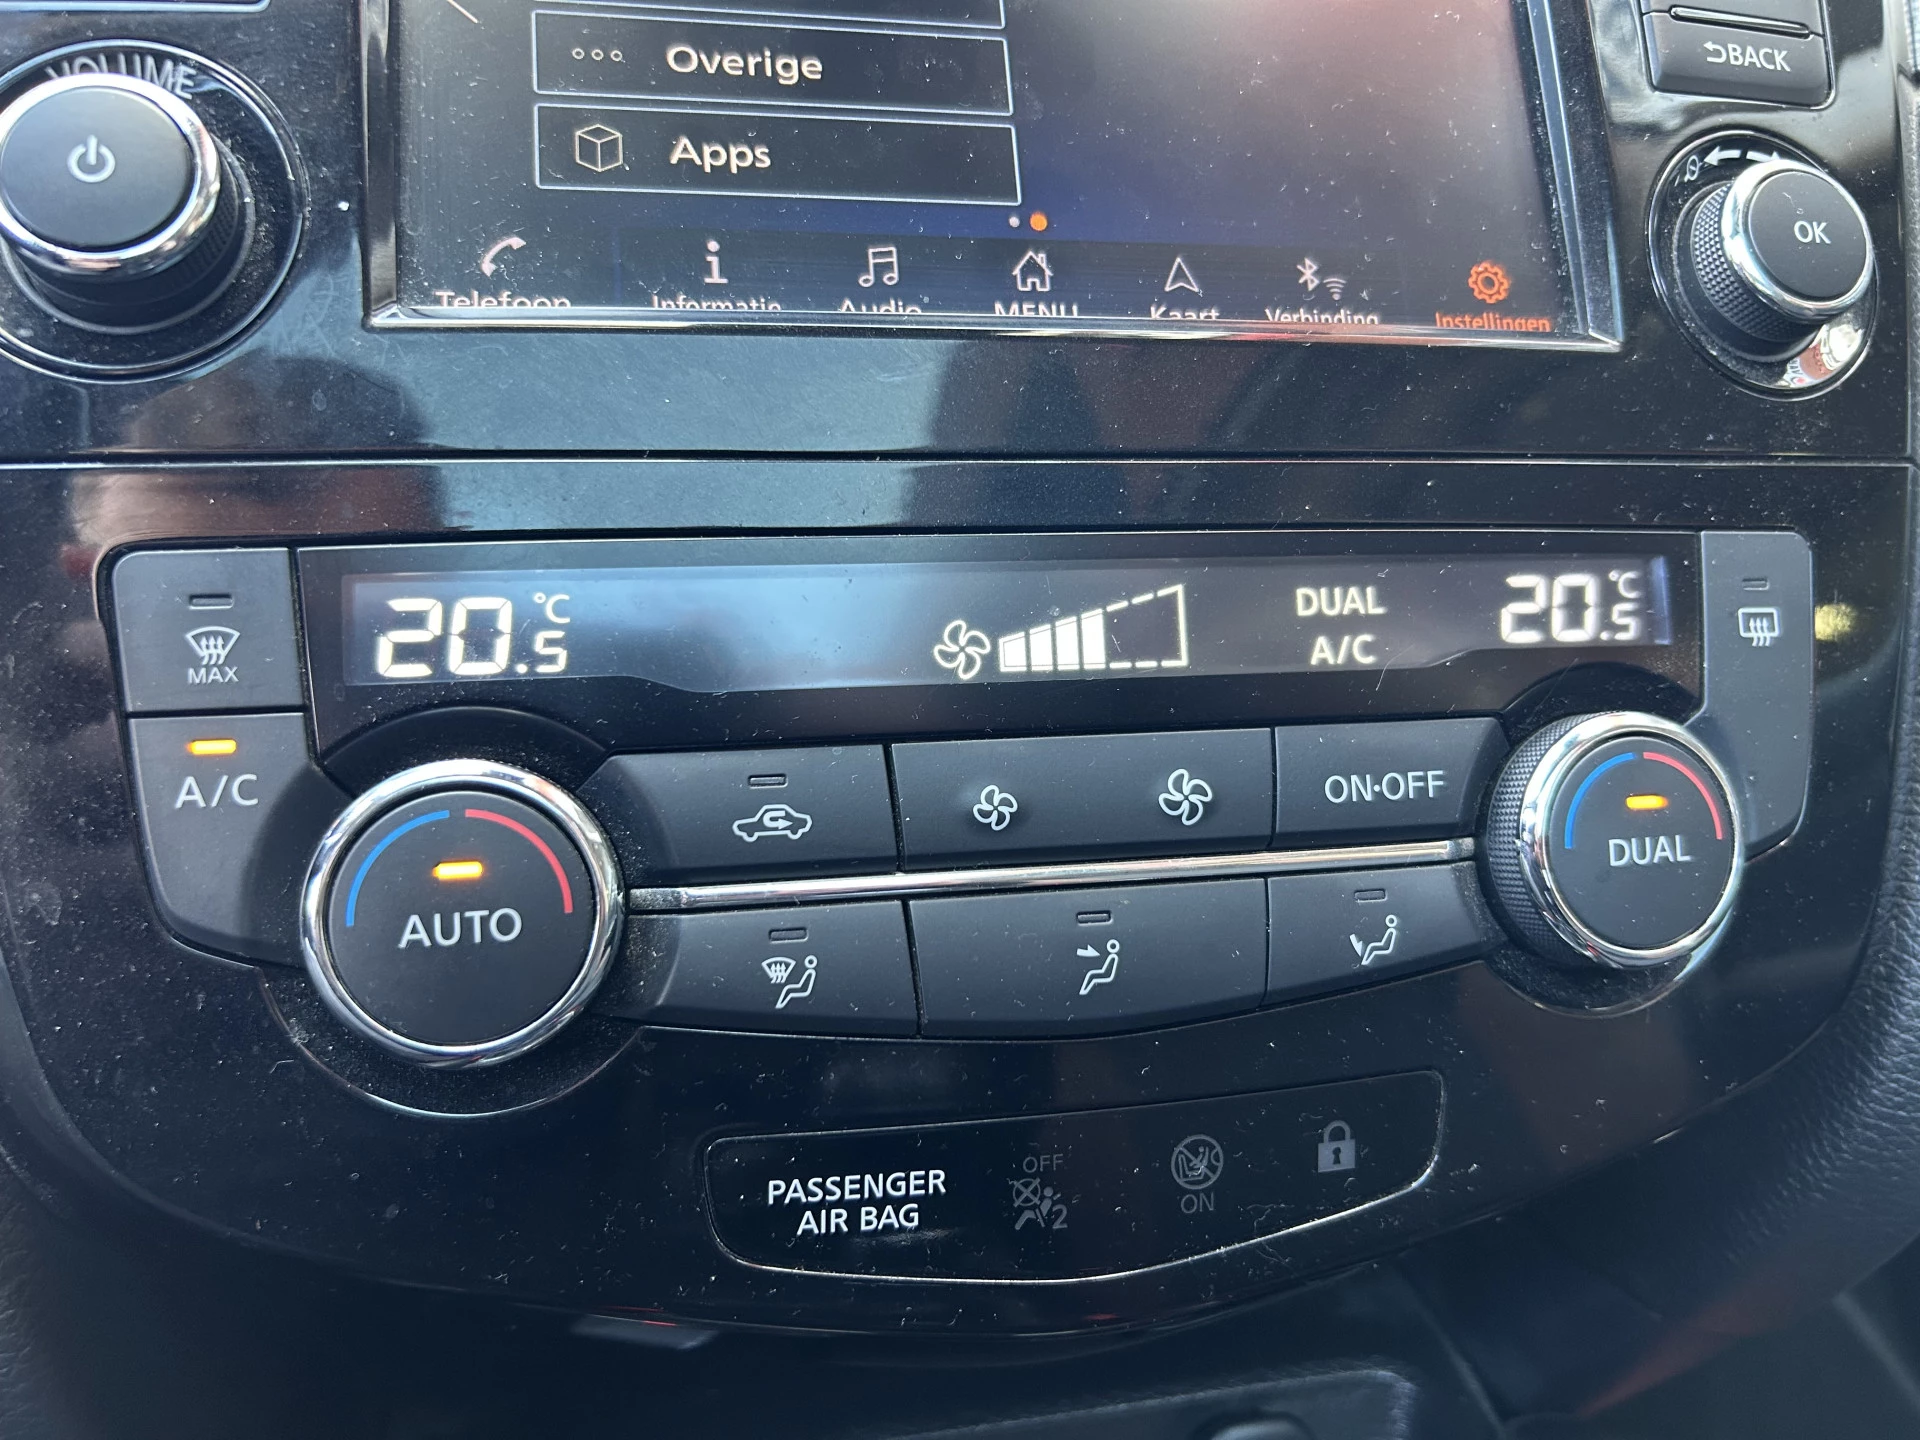 VOLUME
Overige
Apps
BACK
OK
Telefoon
Informatie
Audio
MENU
Kaart
Verbinding
Instellingen
20.5 °C
DUAL
A/C
20.5 °C
MAX
A/C
AUTO
ON•OFF
DUAL
PASSENGER
AIR BAG
OFF
2
ON